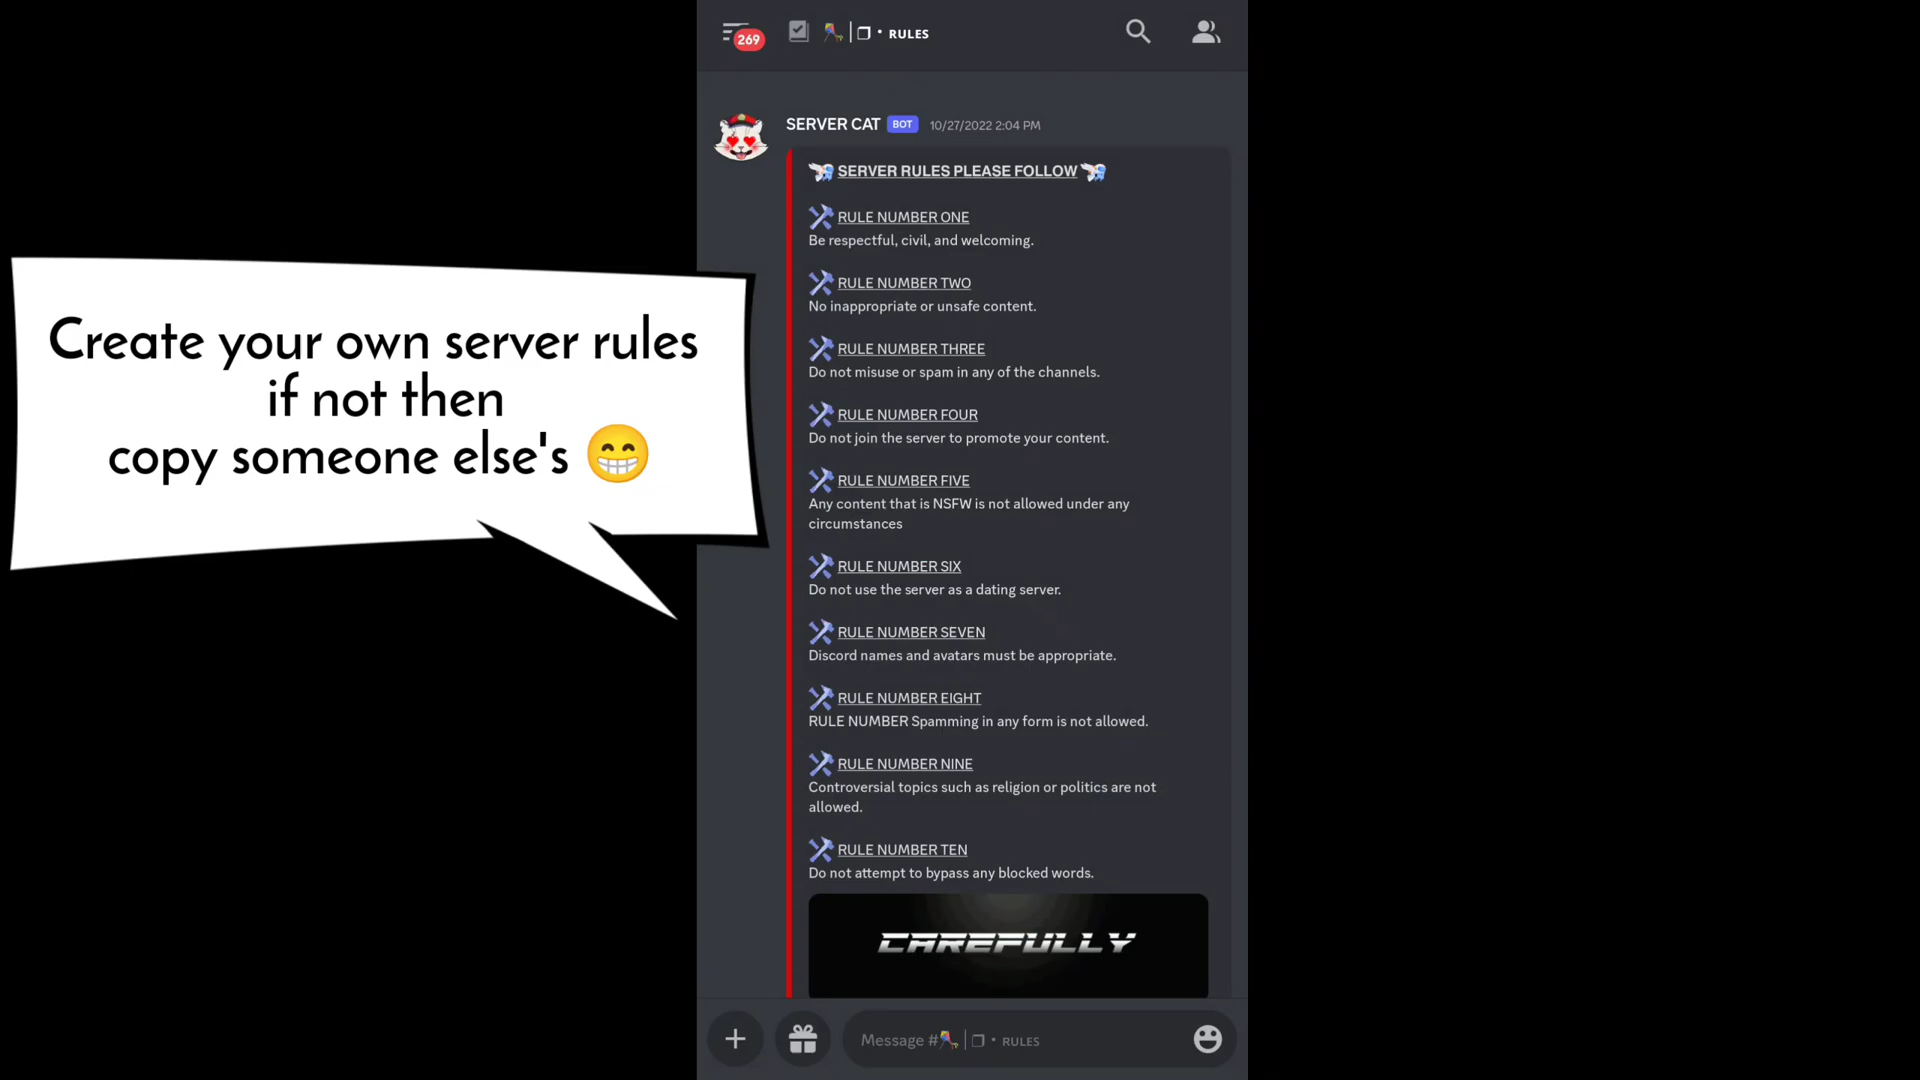 269
RULES
SERVER CAT BOT 10/27/2022 2:04 PM
SERVER RULES PLEASE FOLLOW
RULE NUMBER ONE
Be respectful, civil, and welcoming.
RULE NUMBER TWO
No inappropriate or unsafe content.
RULE NUMBER THREE
Do not misuse or spam in any of the channels.
RULE NUMBER FOUR
Do not join the server to promote your content.
RULE NUMBER FIVE
Any content that is NSFW is not allowed under any
circumstances
RULE NUMBER SIX
Do not use the server as a dating server.
RULE NUMBER SEVEN
Discord names and avatars must be appropriate.
RULE NUMBER EIGHT
RULE NUMBER Spamming in any form is not allowed.
RULE NUMBER NINE
Controversial topics such as religion or politics are not
allowed.
RULE NUMBER TEN
Do not attempt to bypass any blocked words.
CAREFULLY
Message #🪁│❐・RULES
Create your own server rules
if not then
copy someone else's 😁